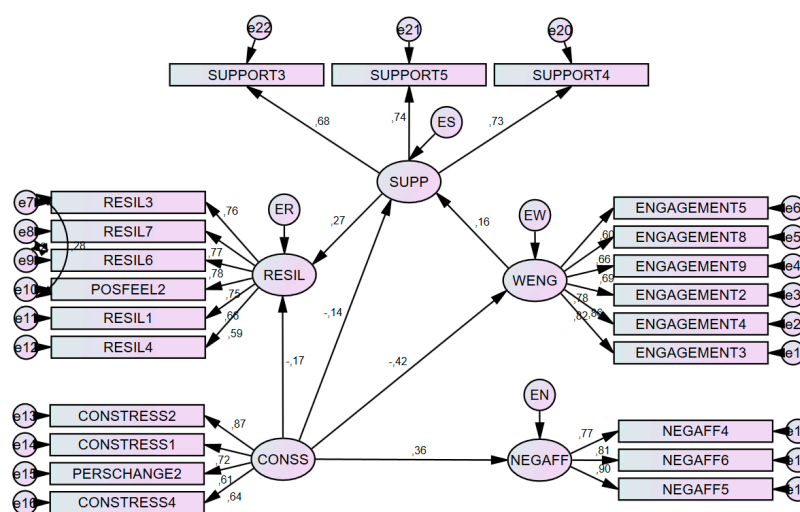 e22
e21
e20
SUPPORT3
SUPPORT5
SUPPORT4
,68
,74
ES
,73
SUPP
e7
RESIL3
e8
RESIL7
e9
RESIL6
e10
POSFEEL2
e11
RESIL1
e12
RESIL4
,28
,76
,77
,78
,75
,66
,59
ER
RESIL
,27
,16
EW
WENG
ENGAGEMENT5
e6
ENGAGEMENT8
e5
ENGAGEMENT9
e4
ENGAGEMENT2
e3
ENGAGEMENT4
e2
ENGAGEMENT3
,60
,66
,69
,78
,82
-,17
-,14
-,42
e13
CONSTRESS2
e14
CONSTRESS1
e15
PERSCHANGE2
e16
CONSTRESS4
,87
,72
,61
,64
CONSS
,36
EN
NEGAFF
,77
,81
,90
NEGAFF4
NEGAFF6
NEGAFF5